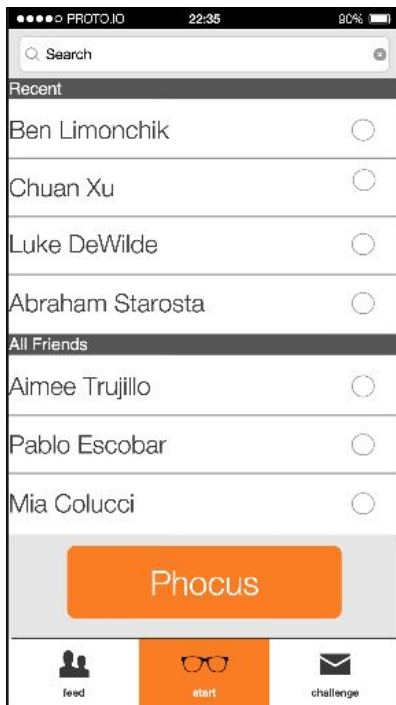 PROTO.IO 22:35 90%
Search
Recent
Ben Limonchik
Chuan Xu
Luke DeWilde
Abraham Starosta
All Friends
Aimee Trujillo
Pablo Escobar
Mia Colucci
Phocus
feed start challenge